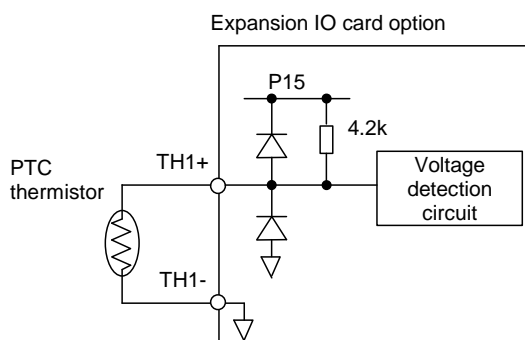 Expansion IO card option
P15
4.2k
TH1+
PTC
thermistor
Voltage
detection
circuit
TH1-